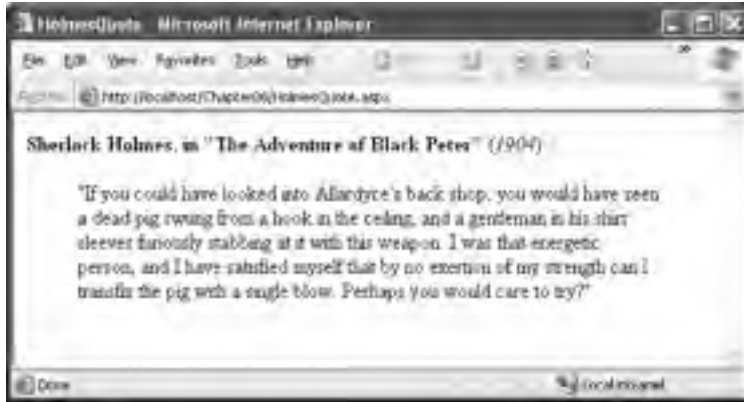 HolmesQuote - Microsoft Internet Explorer
File Edit View Favorites Tools Help »
http://localhost/Chapter06/HolmesQuote.aspx
Sherlock Holmes, in "The Adventure of Black Peter" (1904)
"If you could have looked into Allardyce's back shop, you would have seen
a dead pig swung from a hook in the ceiling, and a gentleman in his shirt
sleeves furiously stabbing at it with this weapon. I was that energetic
person, and I have satisfied myself that by no exertion of my strength can I
transfix the pig with a single blow. Perhaps you would care to try?"
Done
Local intranet